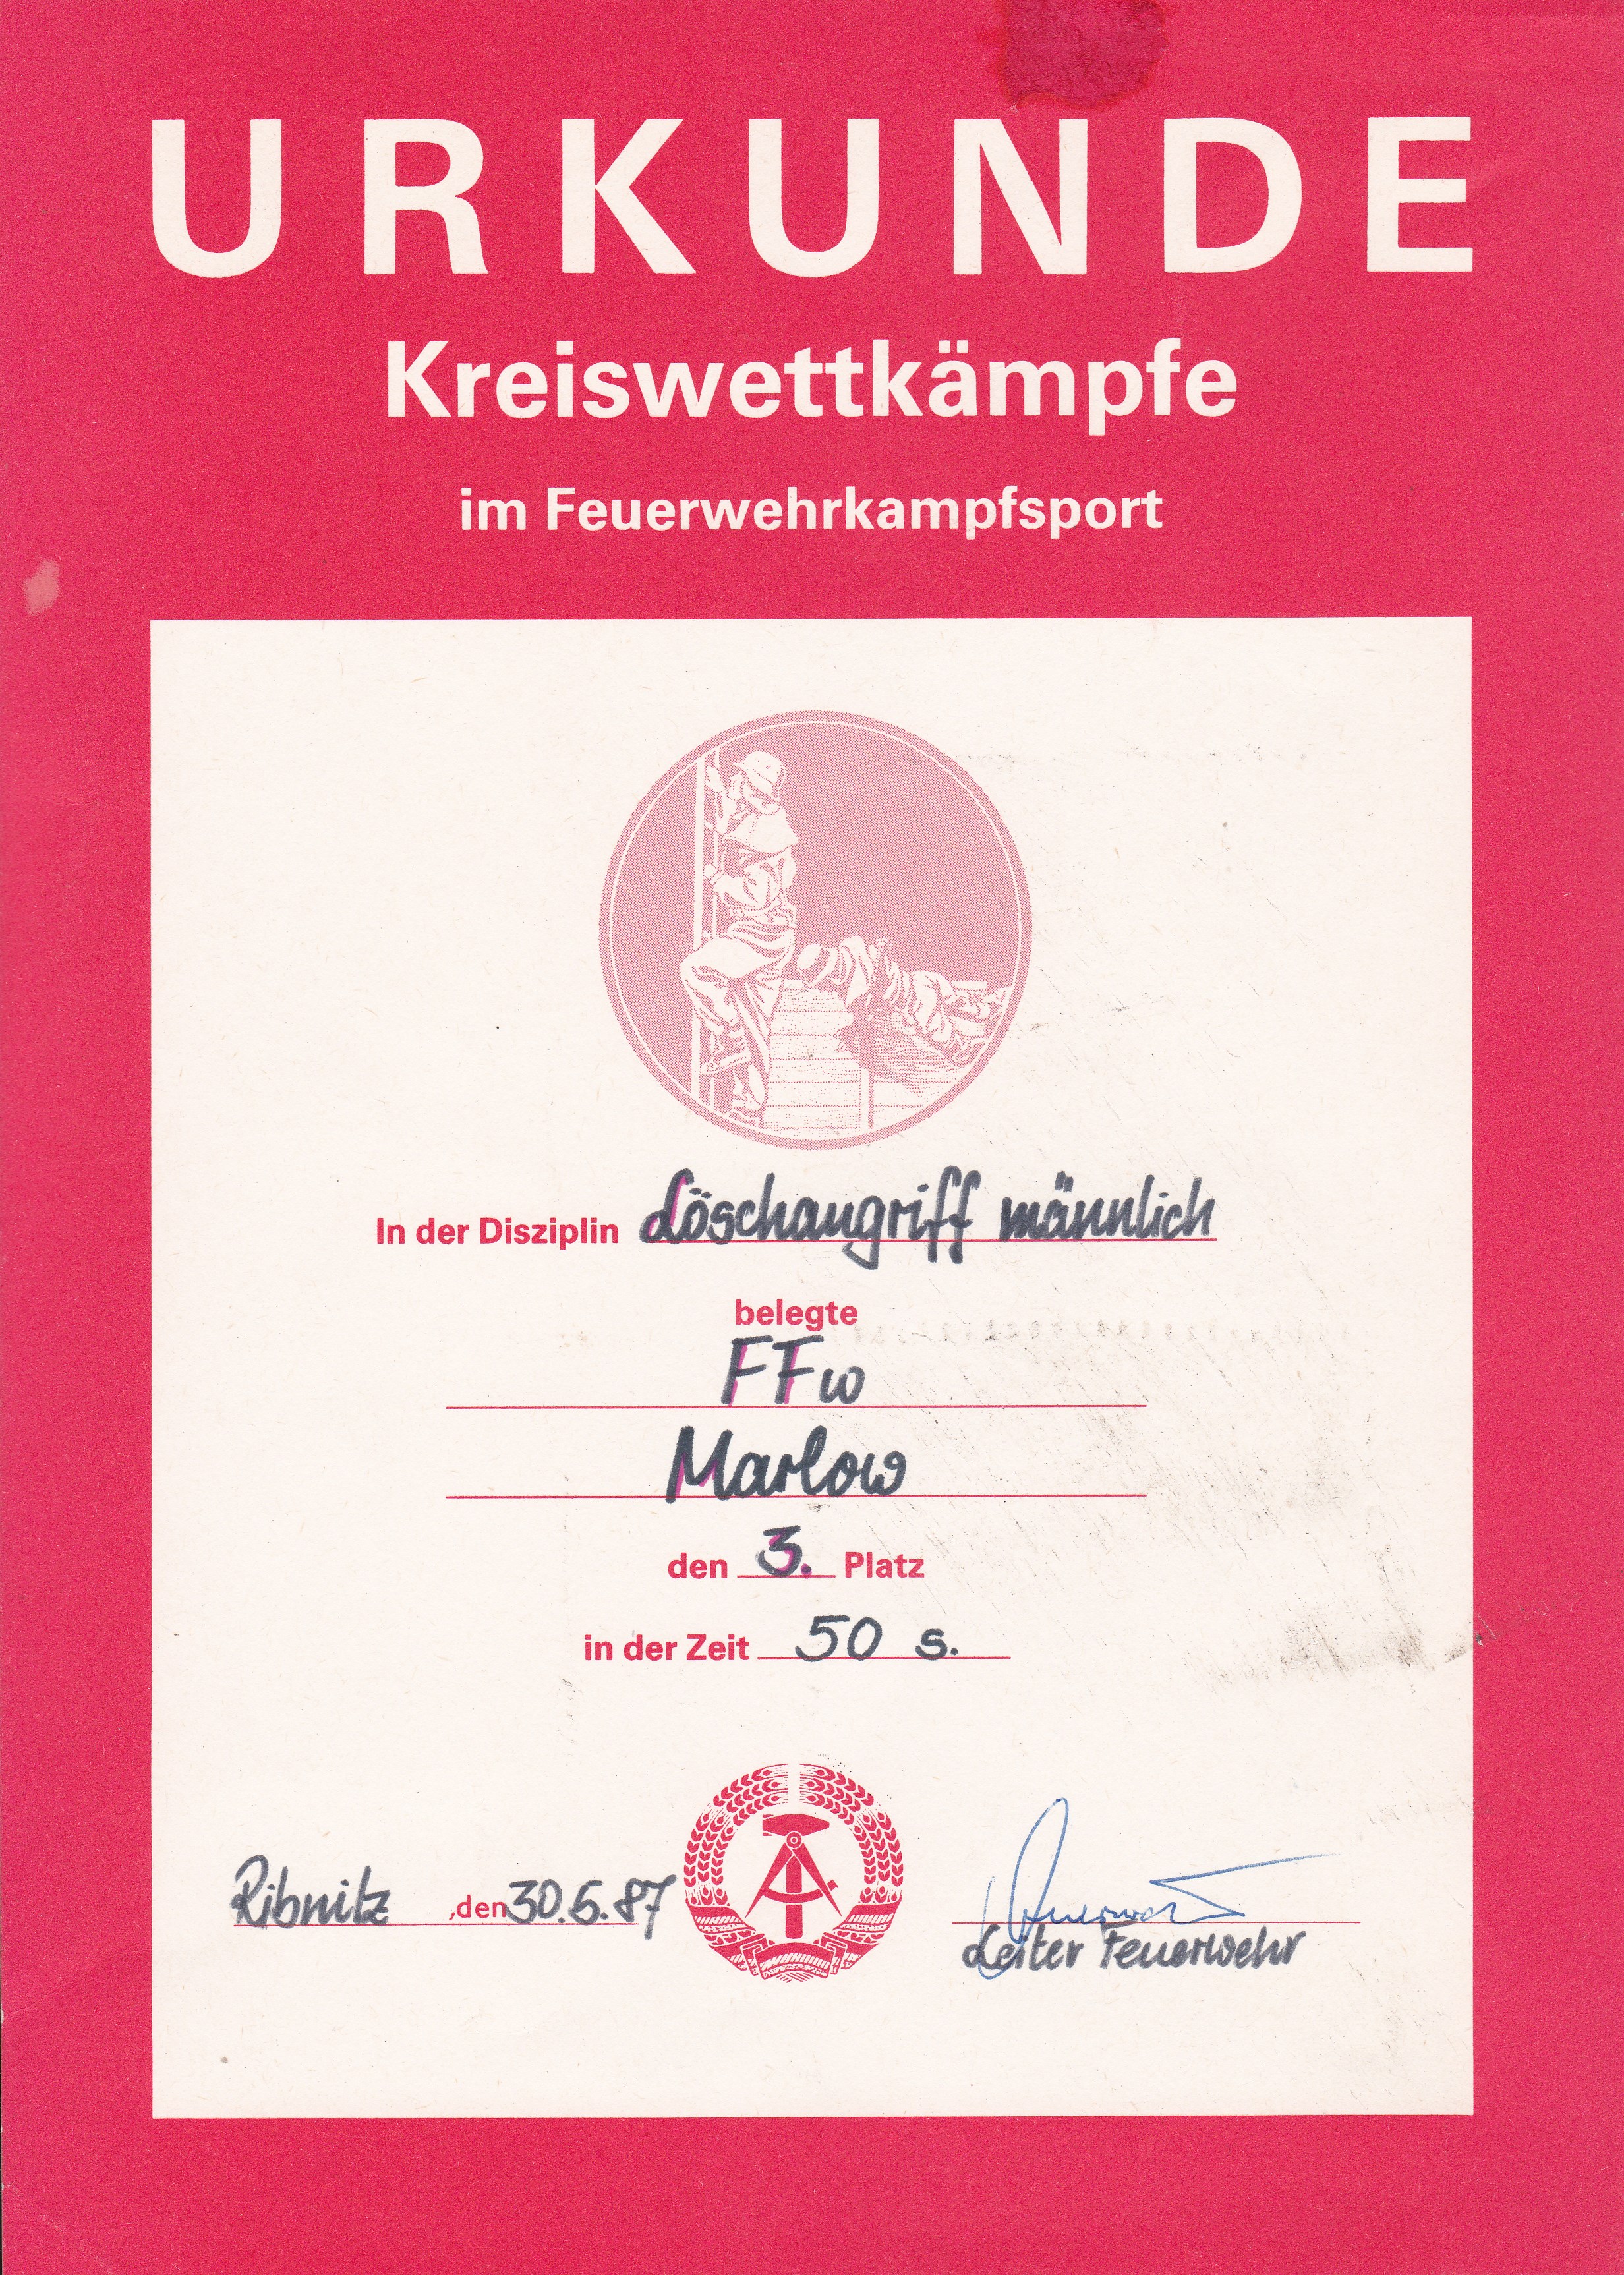 URKUNDE
Kreiswettkämpfe
im Feuerwehrkampfsport
In der Disziplin Löschangriff männlich
belegte
FFw
Marlow
den 3. Platz
in der Zeit 50 s.
Ribnitz ,den 30.5.87
Leiter Feuerwehr